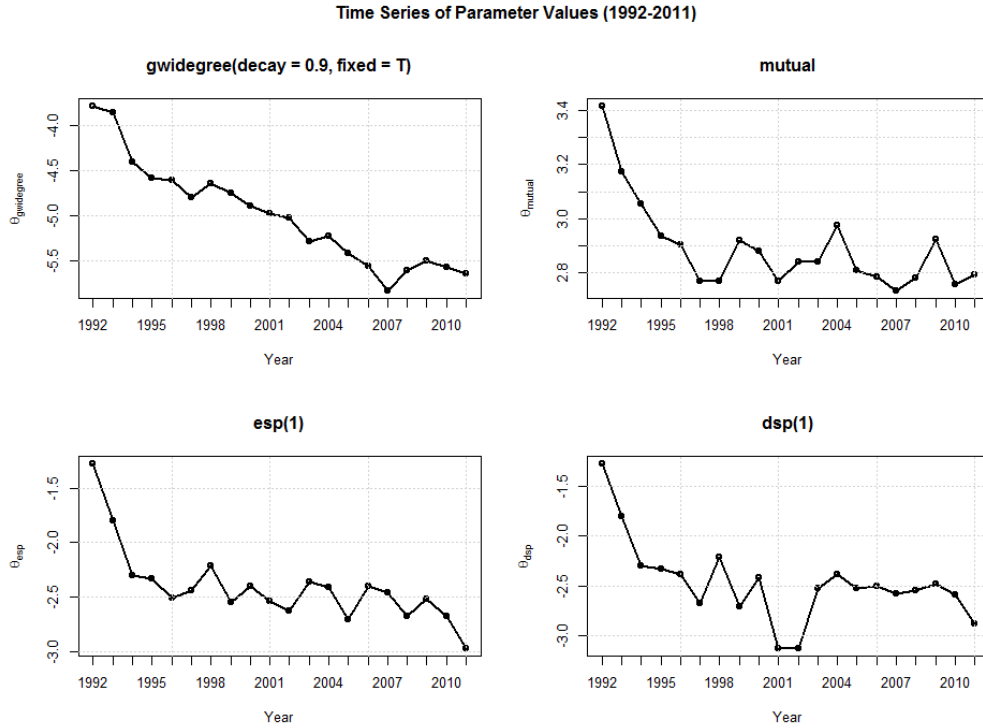 Time Series of Parameter Values (1992-2011)
gwidegree(decay = 0.9, fixed = T)
θgwidegree
-4.0
-4.5
-5.0
-5.5
1992 1995 1998 2001 2004 2007 2010
Year
mutual
θmutual
3.4
3.2
3.0
2.8
1992 1995 1998 2001 2004 2007 2010
Year
esp(1)
θesp
-1.5
-2.0
-2.5
-3.0
1992 1995 1998 2001 2004 2007 2010
Year
dsp(1)
θdsp
-1.5
-2.0
-2.5
-3.0
1992 1995 1998 2001 2004 2007 2010
Year